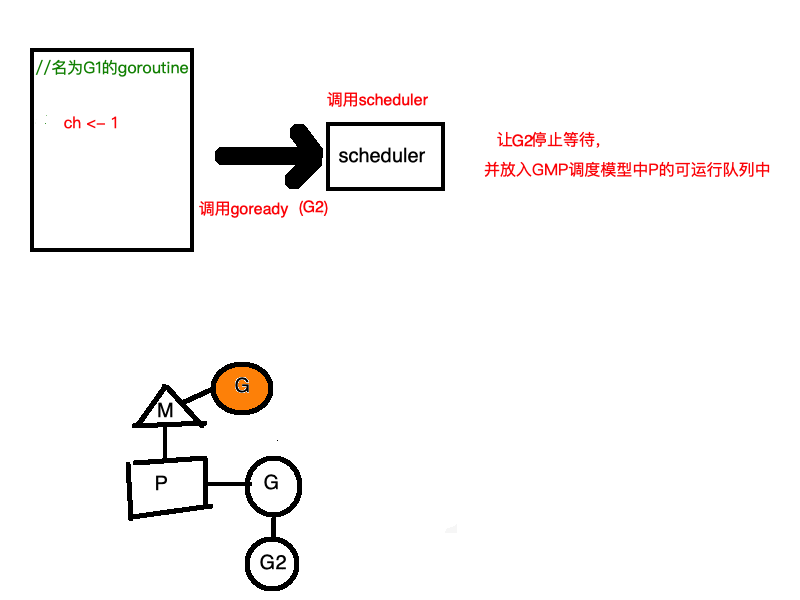 //名为G1的goroutine
ch <- 1
调用scheduler
scheduler
调用goready (G2)
让G2停止等待，
并放入GMP调度模型中P的可运行队列中
G
M
P
G
G2